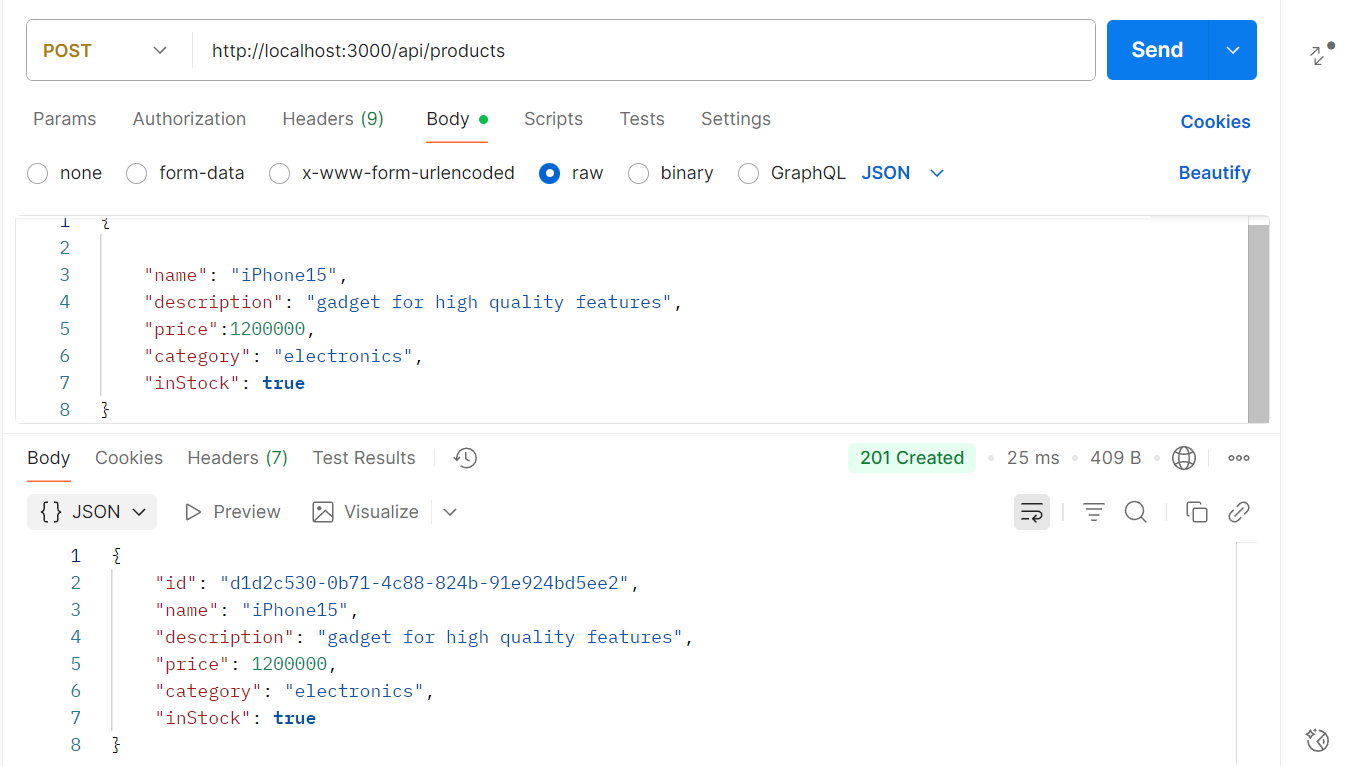 POST http://localhost:3000/api/products Send
Params Authorization Headers (9) Body Scripts Tests Settings Cookies
none form-data x-www-form-urlencoded raw binary GraphQL JSON Beautify
1 {
2
3 "name": "iPhone15",
4 "description": "gadget for high quality features",
5 "price":1200000,
6 "category": "electronics",
7 "inStock": true
8 }
Body Cookies Headers (7) Test Results 201 Created • 25 ms • 409 B •
{} JSON Preview Visualize
1 {
2 "id": "d1d2c530-0b71-4c88-824b-91e924bd5ee2",
3 "name": "iPhone15",
4 "description": "gadget for high quality features",
5 "price": 1200000,
6 "category": "electronics",
7 "inStock": true
8 }